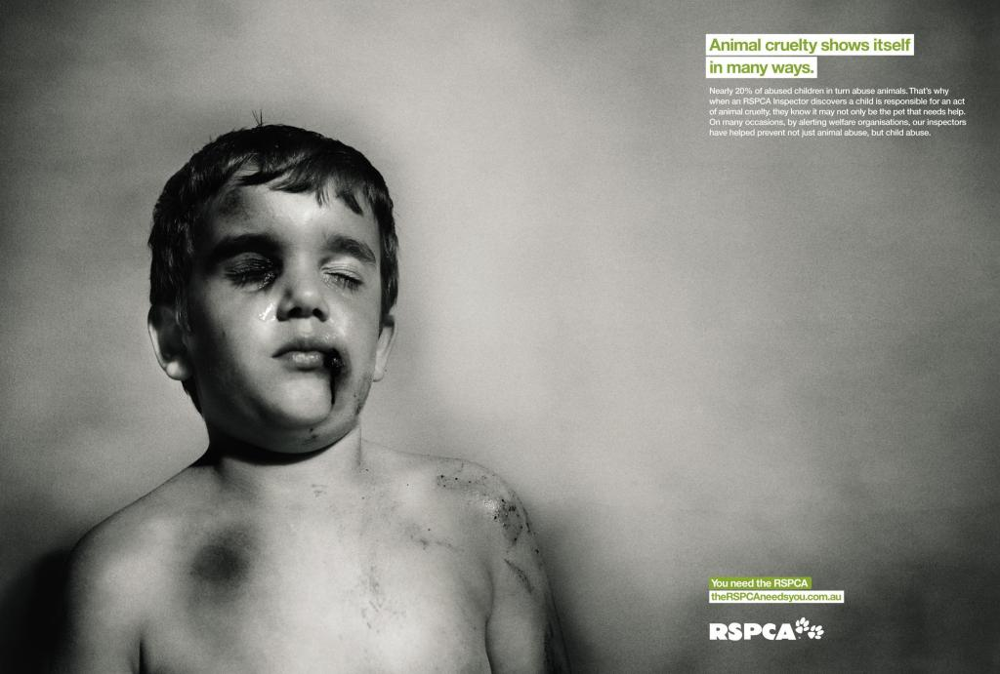 Animal cruelty shows itself
in many ways.
Nearly 20% of abused children in turn abuse animals. That's why
when an RSPCA Inspector discovers a child is responsible for an act
of animal cruelty, they know it may not only be the pet that needs help.
On many occasions, by alerting welfare organisations, our inspectors
have helped prevent not just animal abuse, but child abuse.
You need the RSPCA
theRSPCAneedsyou.com.au
RSPCA